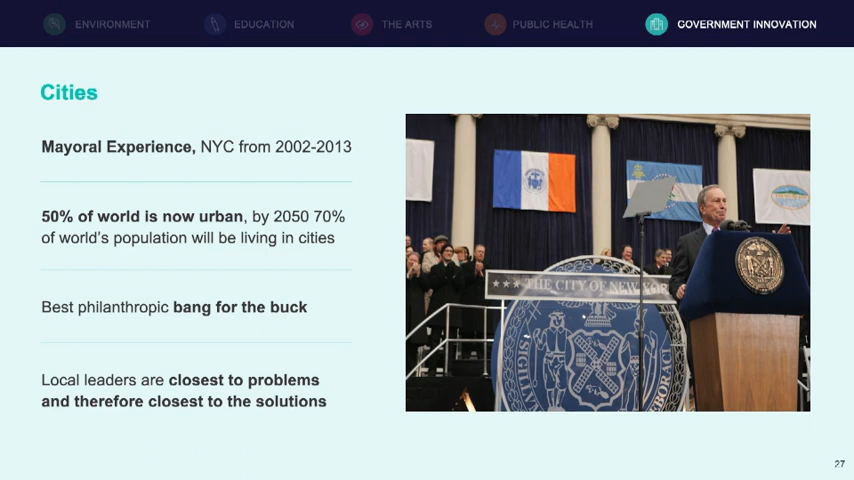 ENVIRONMENT
EDUCATION
THE ARTS
PUBLIC HEALTH
GOVERNMENT INNOVATION
Cities
Mayoral Experience, NYC from 2002-2013
50% of world is now urban, by 2050 70%
of world's population will be living in cities
Best philanthropic bang for the buck
Local leaders are closest to problems
and therefore closest to the solutions
THE CITY OF NEW YOR
27